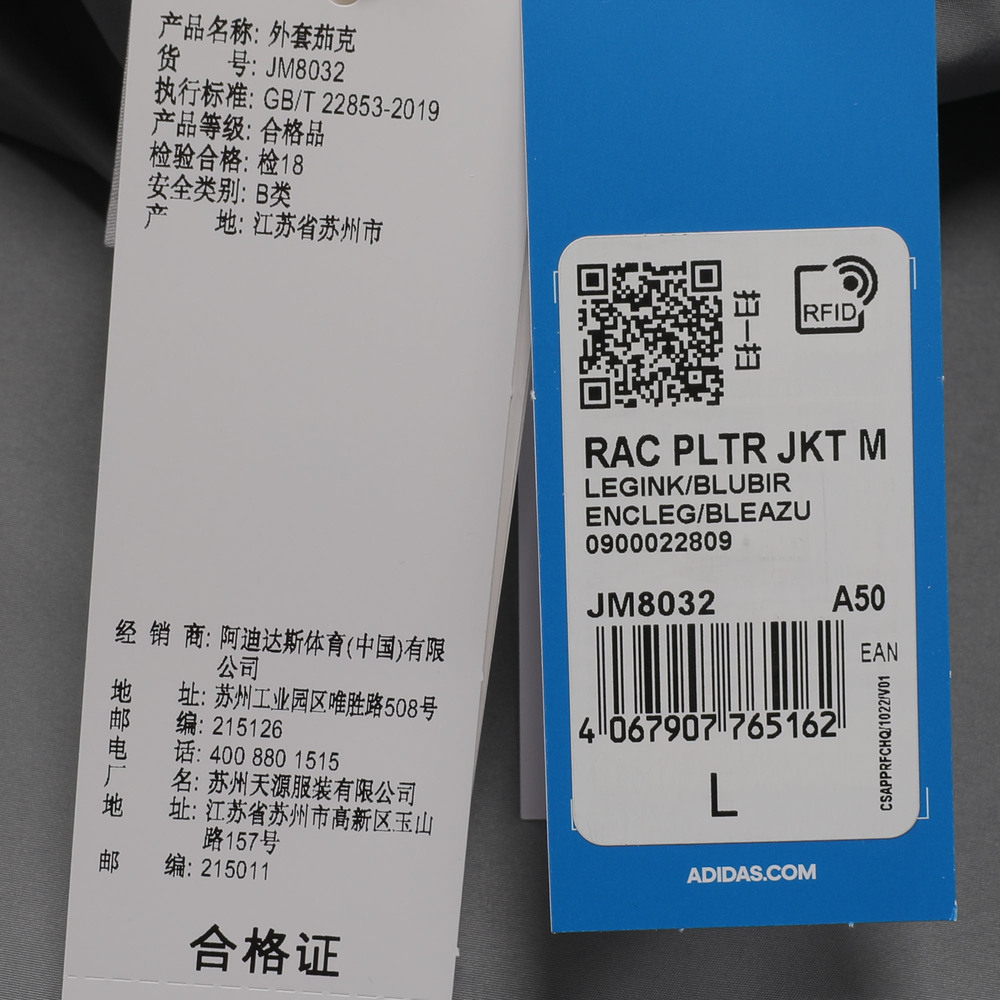 产品名称: 外套茄克
货 号: JM8032
执行标准: GB/T 22853-2019
产品等级: 合格品
检验合格: 检18
安全类别: B类
产 地: 江苏省苏州市
经 销 商: 阿迪达斯体育(中国)有限
公司
地 址: 苏州工业园区唯胜路508号
邮 编: 215126
电 话: 400 880 1515
厂 名: 苏州天源服装有限公司
地 址: 江苏省苏州市高新区玉山
路157号
邮 编: 215011
合格证
扫一扫
RFID
RAC PLTR JKT M
LEGINK/BLUBIR
ENCLEG/BLEAZU
0900022809
JM8032 A50
EAN
4 067907 765162
CSAPPRFCHQ/1022/V01
L
ADIDAS.COM